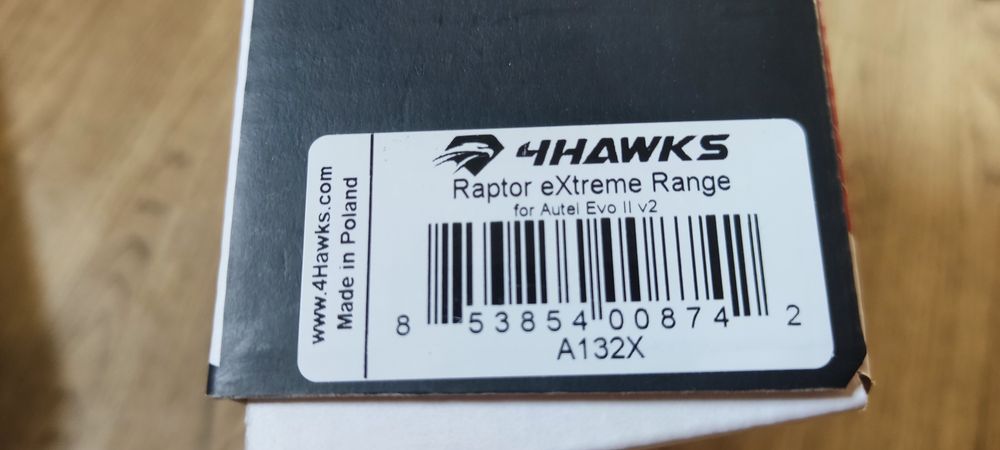 4HAWKS
Raptor eXtreme Range
for Autel Evo II v2
8 53854 00874 2
A132X
www.4Hawks.com
Made in Poland